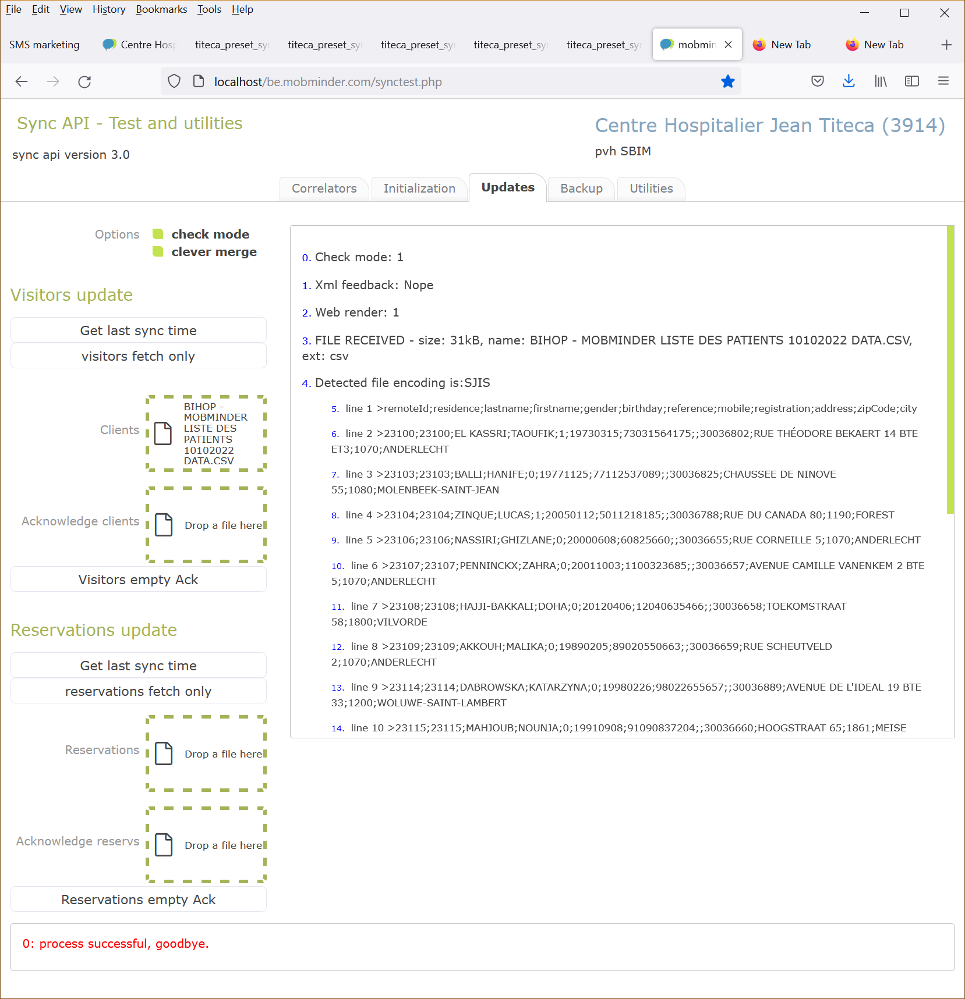 File Edit View History Bookmarks Tools Help
SMS marketing Centre Hosp titeca_preset_syn titeca_preset_syn titeca_preset_syn titeca_preset_syn titeca_preset_syn mobmin New Tab New Tab
localhost/be.mobminder.com/synctest.php
Sync API - Test and utilities
Centre Hospitalier Jean Titeca (3914)
sync api version 3.0
pvh SBIM
Correlators Initialization Updates Backup Utilities
Options check mode
clever merge
Visitors update
Get last sync time
visitors fetch only
Clients
BIHOP -
MOBMINDER
LISTE DES
PATIENTS
10102022
DATA.CSV
Acknowledge clients Drop a file here
Visitors empty Ack
Reservations update
Get last sync time
reservations fetch only
Reservations Drop a file here
Acknowledge reservs Drop a file here
Reservations empty Ack
0. Check mode: 1
1. Xml feedback: Nope
2. Web render: 1
3. FILE RECEIVED - size: 31kB, name: BIHOP - MOBMINDER LISTE DES PATIENTS 10102022 DATA.CSV,
ext: csv
4. Detected file encoding is:SJIS
5. line 1 >remoteId;residence;lastname;firstname;gender;birthday;reference;mobile;registration;address;zipCode;city
6. line 2 >23100;23100;EL KASSRI;TAOUFIK;1;19730315;73031564175;;30036802;RUE THÉODORE BEKAERT 14 BTE
ET3;1070;ANDERLECHT
7. line 3 >23103;23103;BALLI;HANIFE;0;19771125;77112537089;;30036825;CHAUSSEE DE NINOVE
55;1080;MOLENBEEK-SAINT-JEAN
8. line 4 >23104;23104;ZINQUE;LUCAS;1;20050112;5011218185;;30036788;RUE DU CANADA 80;1190;FOREST
9. line 5 >23106;23106;NASSIRI;GHIZLANE;0;20000608;60825660;;30036655;RUE CORNEILLE 5;1070;ANDERLECHT
10. line 6 >23107;23107;PENNINCKX;ZAHRA;0;20011003;1100323685;;30036657;AVENUE CAMILLE VANENKEM 2 BTE
5;1070;ANDERLECHT
11. line 7 >23108;23108;HAJJI-BAKKALI;DOHA;0;20120406;12040635466;;30036658;TOEKOMSTRAAT
58;1800;VILVORDE
12. line 8 >23109;23109;AKKOUH;MALIKA;0;19890205;89020550663;;30036659;RUE SCHEUTVELD
2;1070;ANDERLECHT
13. line 9 >23114;23114;DABROWSKA;KATARZYNA;0;19980226;98022655657;;30036889;AVENUE DE L'IDEAL 19 BTE
33;1200;WOLUWE-SAINT-LAMBERT
14. line 10 >23115;23115;MAHJOUB;NOUNJA;0;19910908;91090837204;;30036660;HOOGSTRAAT 65;1861;MEISE
0: process successful, goodbye.